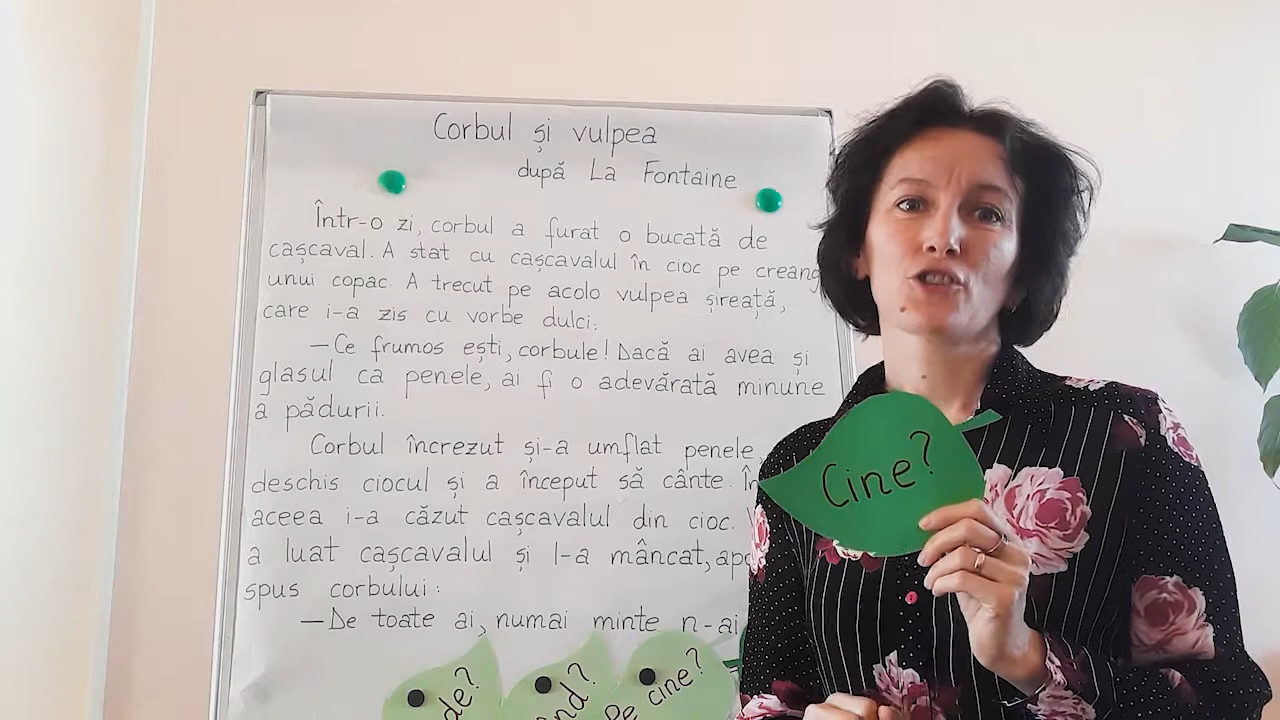 Corbul și vulpea
după La Fontaine
Într-o zi, corbul a furat o bucată de
cașcaval. A stat cu cașcavalul în cioc pe
unui copac. A trecut pe acolo vulpea șireată,
care i-a zis cu vorbe dulci:
—Ce frumos ești, corbule! Dacă ai avea și
glasul ca penele, ai fi o adevărată minune
a pădurii.
Corbul încrezut și-a umflat penele,
deschis ciocul și a început să cânte.
aceea i-a căzut cașcavalul din cioc.
a luat cașcavalul și l-a mâncat,
spus corbului:
—De toate ai, numai minte n-ai
Cine?
Pe cine?